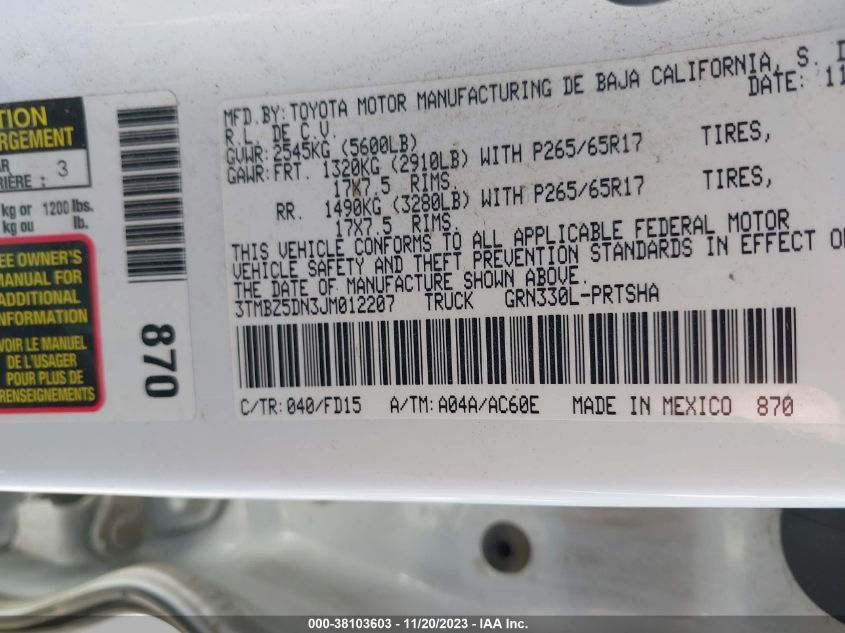 TION
RGEMENT
AR
RIÈRE : 3
kg or 1200 lbs.
kg ou lb.
EE OWNER'S
MANUAL FOR
ADDITIONAL
NFORMATION
VOIR LE MANUEL
DE L'USAGER
POUR PLUS DE
RENSEIGNEMENTS
870
MFD.BY: TOYOTA MOTOR MANUFACTURING DE BAJA CALIFORNIA, S. D
R.L. DE C.V. DATE: 11
GVWR: 2545KG (5600LB)
GAWR: FRT. 1320KG (2910LB) WITH P265/65R17 TIRES,
17X7.5 RIMS.
RR. 1490KG (3280LB) WITH P265/65R17 TIRES,
17X7.5 RIMS.
THIS VEHICLE CONFORMS TO ALL APPLICABLE FEDERAL MOTOR
VEHICLE SAFETY AND THEFT PREVENTION STANDARDS IN EFFECT O
THE DATE OF MANUFACTURE SHOWN ABOVE.
3TMBZ5DN3JM012207 TRUCK GRN330L-PRTSHA
C/TR: 040/FD15 A/TM: A04A/AC60E MADE IN MEXICO 870
000-38103603 - 11/20/2023 - IAA Inc.